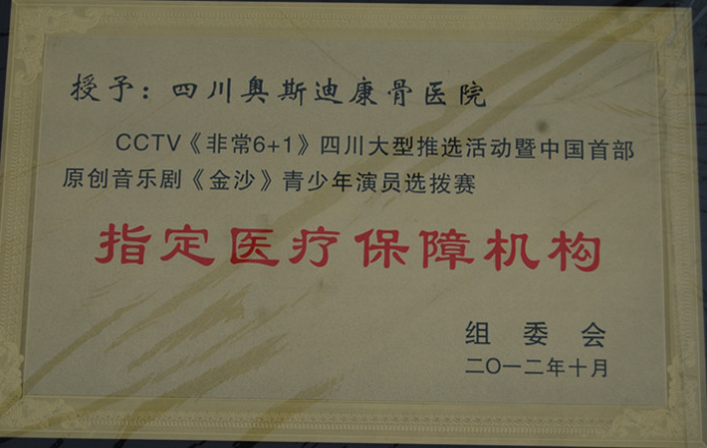 授予：四川奥斯迪康骨医院
CCTV《非常6+1》四川大型推选活动暨中国首部
原创音乐剧《金沙》青少年演员选拨赛
指定医疗保障机构
组委会
二〇一二年十月